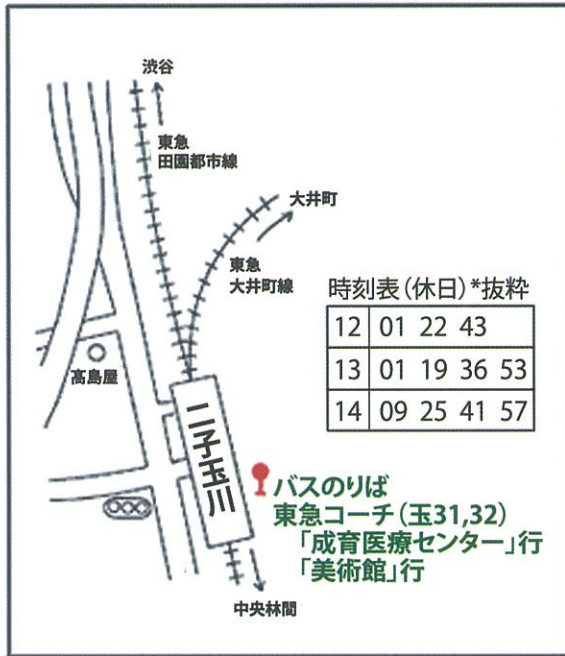 渋谷
東急
田園都市線
大井町
東急
大井町線
時刻表（休日）*抜粋
12 01 22 43
13 01 19 36 53
14 09 25 41 57
高島屋
二子玉川
バスのりば
東急コーチ（玉31,32）
「成育医療センター」行
「美術館」行
中央林間